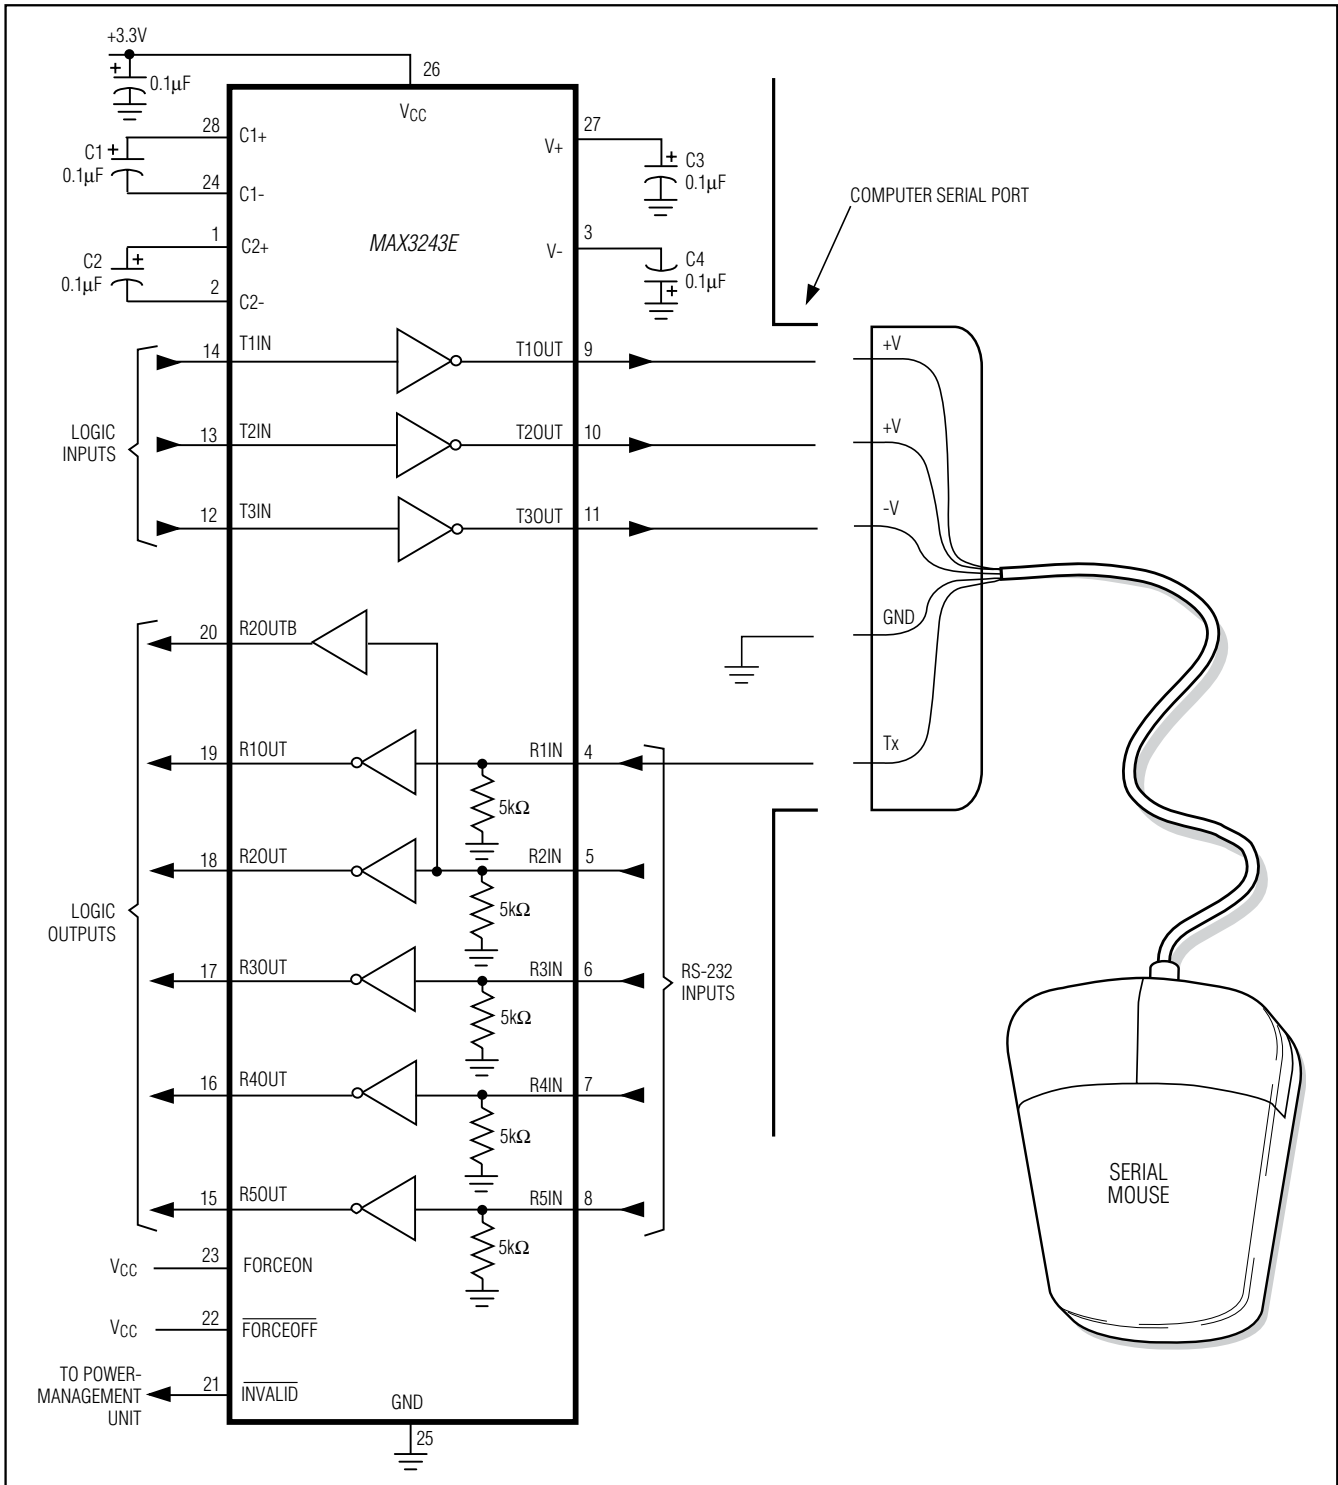 +3.3V
0.1μF
26
VCC
28
C1+
C1
0.1μF
24
C1-
1
C2+
C2
0.1μF
2
C2-
27
V+
C3
0.1μF
3
V-
C4
0.1μF
MAX3243E
COMPUTER SERIAL PORT
LOGIC
INPUTS
14
T1IN
T1OUT
9
13
T2IN
T2OUT
10
12
T3IN
T3OUT
11
+V
+V
-V
GND
Tx
LOGIC
OUTPUTS
20
R2OUTB
19
R1OUT
R1IN
4
5kΩ
18
R2OUT
R2IN
5
5kΩ
17
R3OUT
R3IN
6
5kΩ
16
R4OUT
R4IN
7
5kΩ
15
R5OUT
R5IN
8
5kΩ
RS-232
INPUTS
VCC
23
FORCEON
VCC
22
FORCEOFF
TO POWER-
MANAGEMENT
UNIT
21
INVALID
GND
25
SERIAL
MOUSE